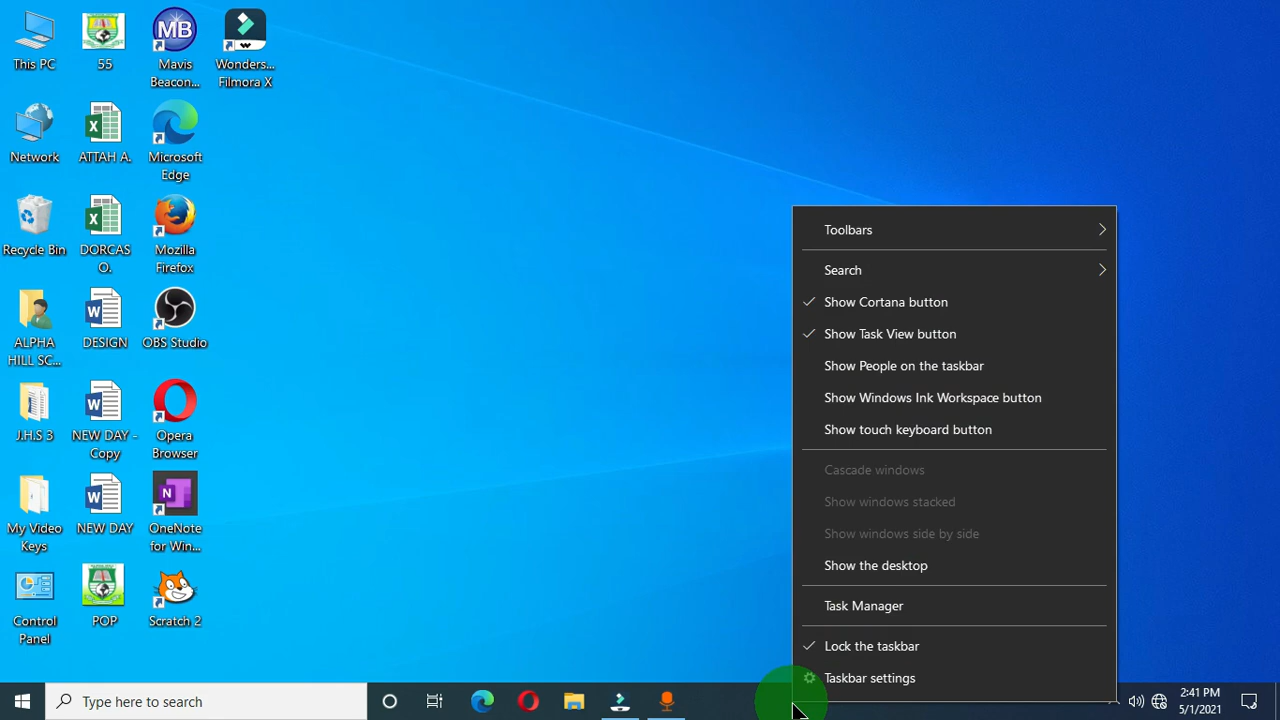 This PC
55
Mavis
Beacon...
Wonders...
Filmora X
MB
Network
ATTAH A.
Microsoft
Edge
Recycle Bin
DORCAS
O.
Mozilla
Firefox
ALPHA
HILL SC...
DESIGN
OBS Studio
J.H.S 3
NEW DAY -
Copy
Opera
Browser
My Video
Keys
NEW DAY
OneNote
for Win...
Control
Panel
POP
Scratch 2
Toolbars
Search
Show Cortana button
Show Task View button
Show People on the taskbar
Show Windows Ink Workspace button
Show touch keyboard button
Cascade windows
Show windows stacked
Show windows side by side
Show the desktop
Task Manager
Lock the taskbar
Taskbar settings
Type here to search
2:41 PM
5/1/2021